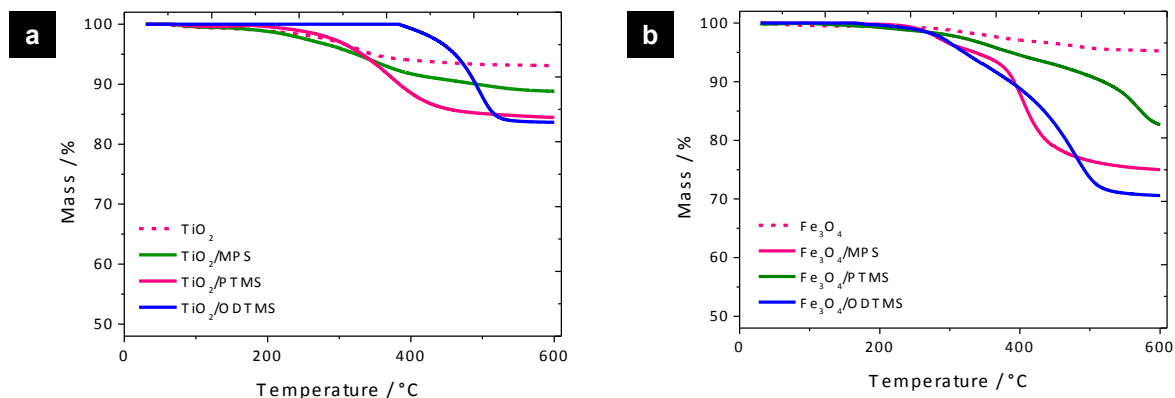 a
100
90
80
70
60
50
Mass / %
TiO₂
TiO₂/MPS
TiO₂/PTMS
TiO₂/ODTMS
0
200
400
600
Temperature / °C
b
100
90
80
70
60
50
Mass / %
Fe₃O₄
Fe₃O₄/MPS
Fe₃O₄/PTMS
Fe₃O₄/ODTMS
0
200
400
600
Temperature / °C